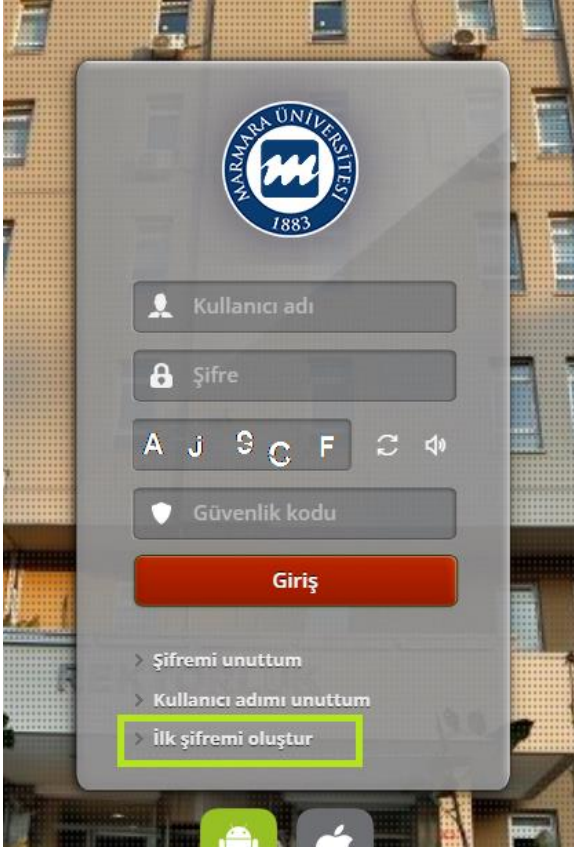 MARMARA ÜNİVERSİTESİ
1883
Kullanıcı adı
Şifre
A J S C F
Güvenlik kodu
Giriş
Şifremi unuttum
Kullanıcı adımı unuttum
İlk şifremi oluştur